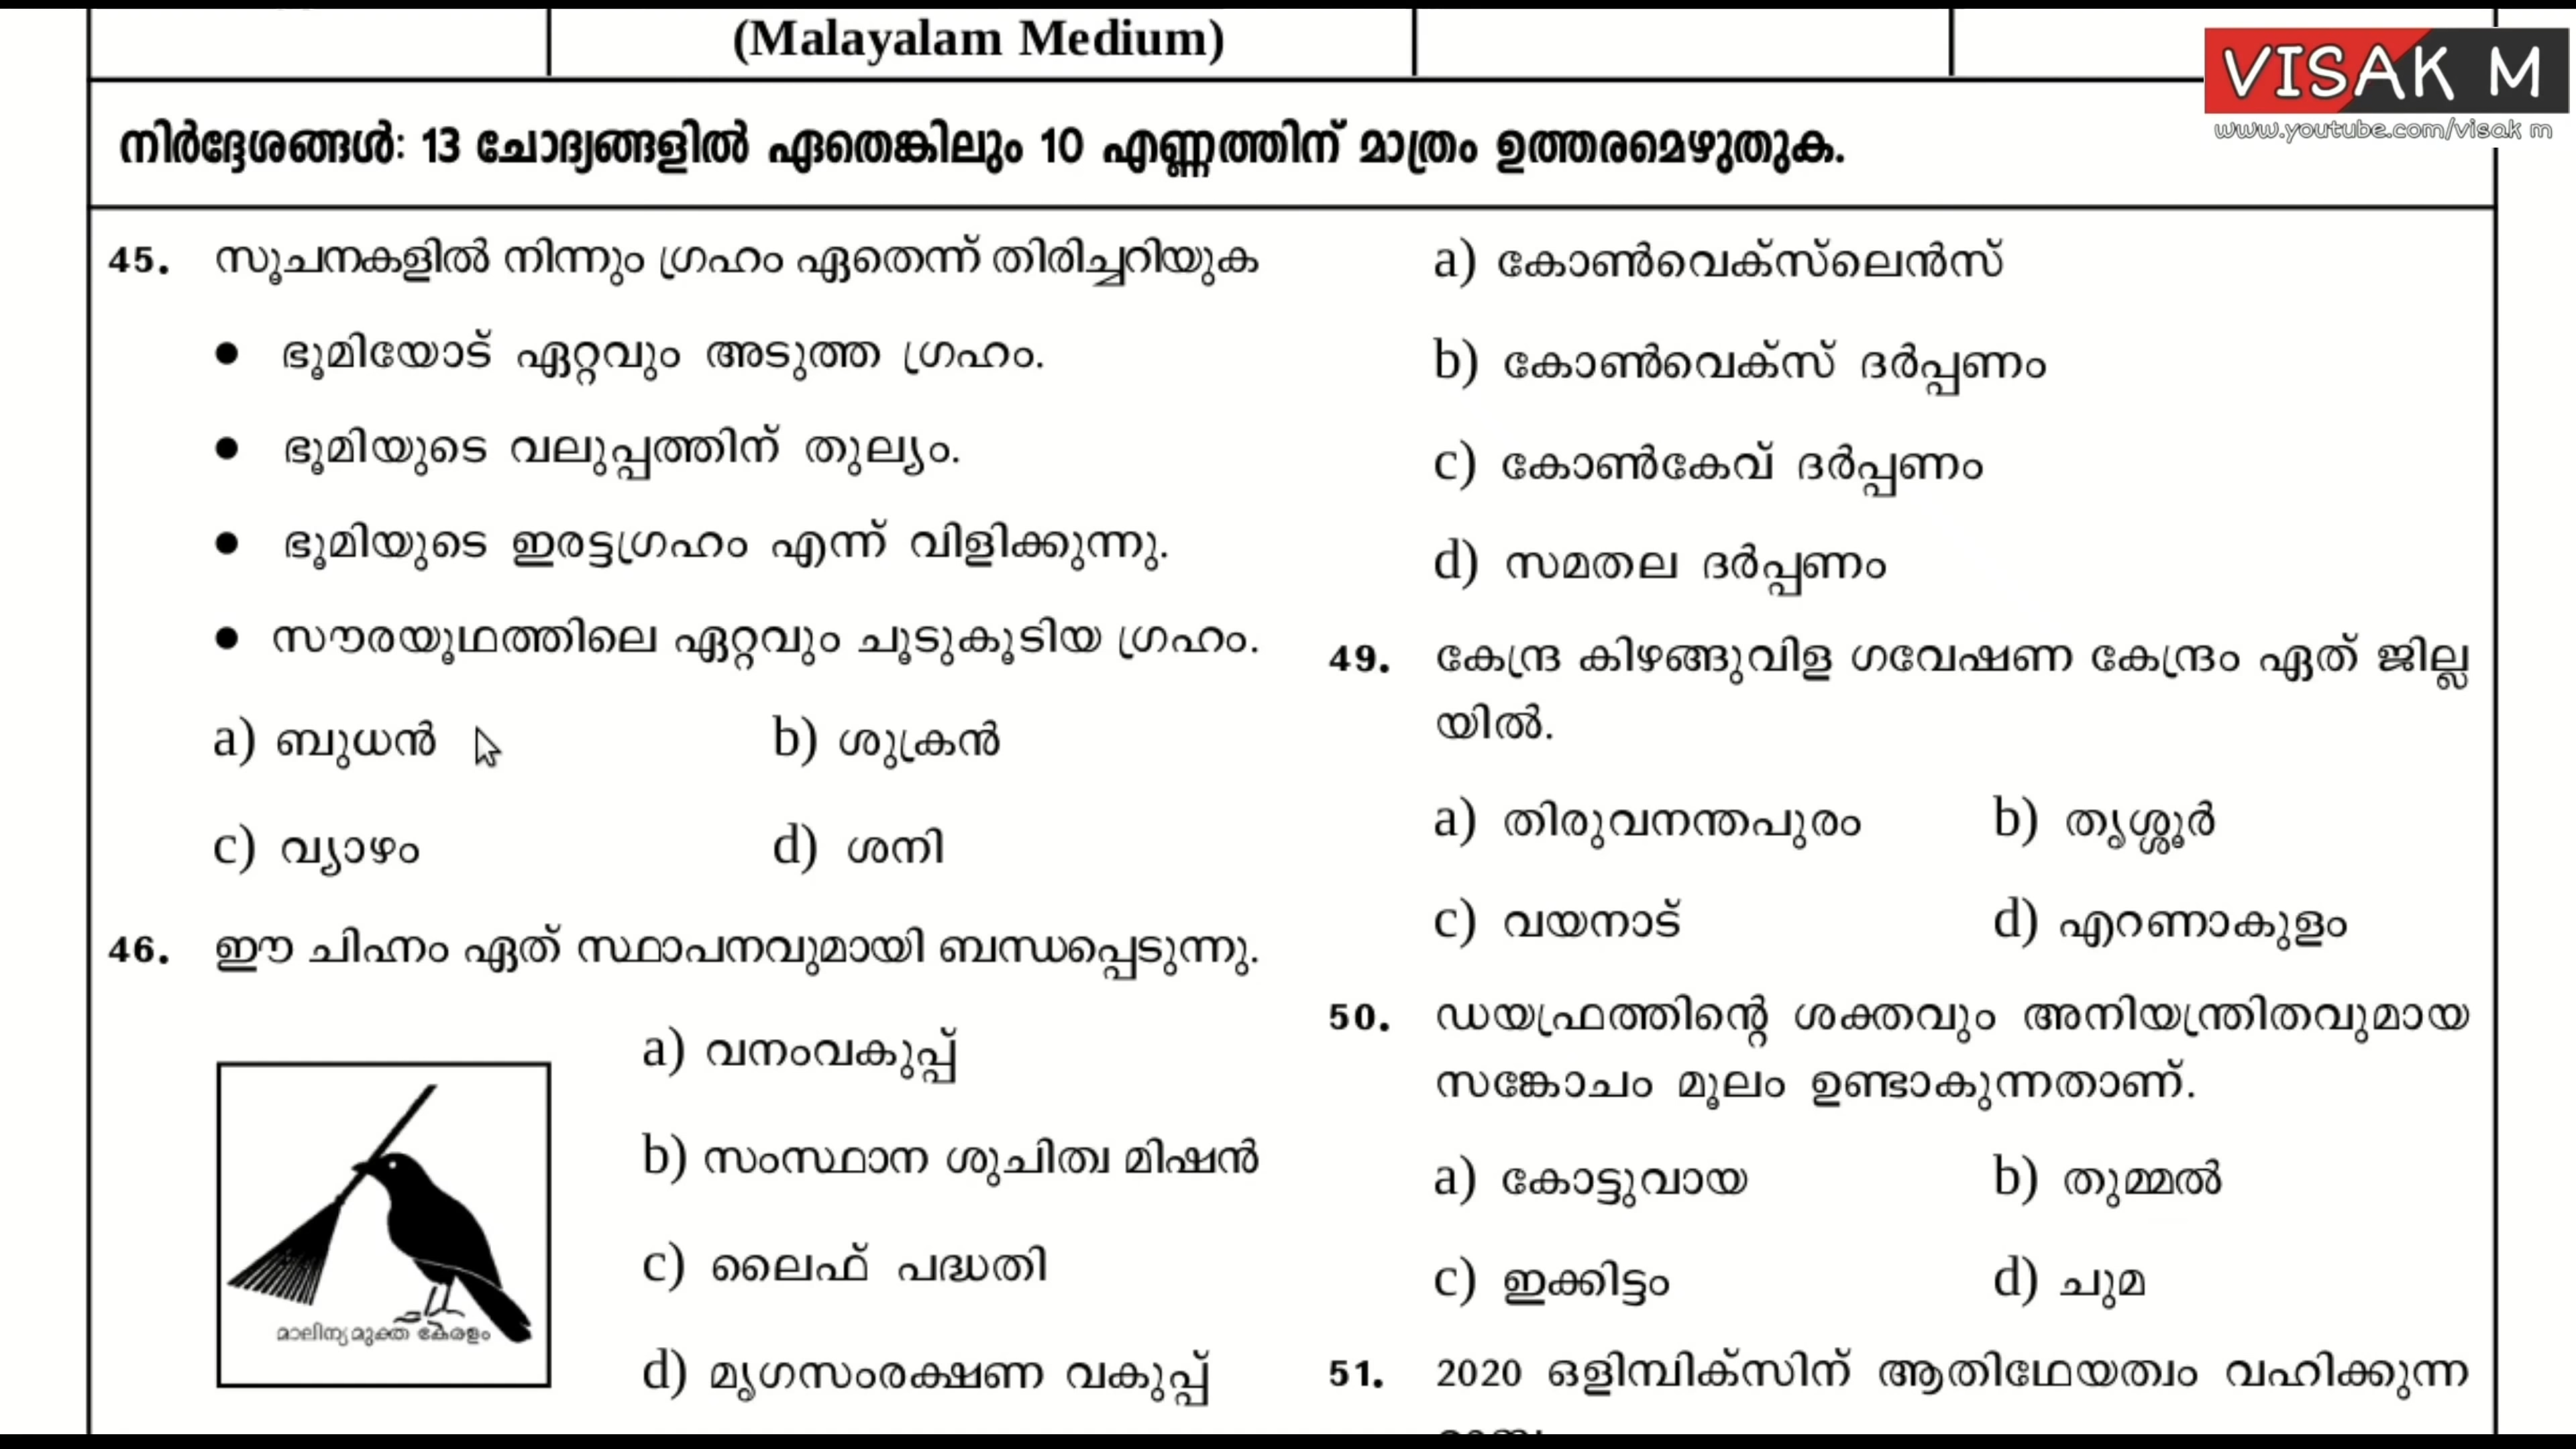 (Malayalam Medium)
VISAK M
www.youtube.com/visak m
നിർദ്ദേശങ്ങൾ: 13 ചോദ്യങ്ങളിൽ ഏതെങ്കിലും 10 എണ്ണത്തിന് മാത്രം ഉത്തരമെഴുതുക.
45. സൂചനകളിൽ നിന്നും ഗ്രഹം ഏതെന്ന് തിരിച്ചറിയുക
● ഭൂമിയോട് ഏറ്റവും അടുത്ത ഗ്രഹം.
● ഭൂമിയുടെ വലുപ്പത്തിന് തുല്യം.
● ഭൂമിയുടെ ഇരട്ടഗ്രഹം എന്ന് വിളിക്കുന്നു.
● സൗരയൂഥത്തിലെ ഏറ്റവും ചൂടുകൂടിയ ഗ്രഹം.
a) ബുധൻ b) ശുക്രൻ
c) വ്യാഴം d) ശനി
46. ഈ ചിഹ്നം ഏത് സ്ഥാപനവുമായി ബന്ധപ്പെടുന്നു.
a) വനംവകുപ്പ്
b) സംസ്ഥാന ശുചിത്വ മിഷൻ
c) ലൈഫ് പദ്ധതി
d) മൃഗസംരക്ഷണ വകുപ്പ്
മാലിന്യമുക്ത കേരളം
a) കോൺവെക്സ്ലെൻസ്
b) കോൺവെക്സ് ദർപ്പണം
c) കോൺകേവ് ദർപ്പണം
d) സമതല ദർപ്പണം
49. കേന്ദ്ര കിഴങ്ങുവിള ഗവേഷണ കേന്ദ്രം ഏത് ജില്ല
യിൽ.
a) തിരുവനന്തപുരം b) തൃശ്ശൂർ
c) വയനാട് d) എറണാകുളം
50. ഡയഫ്രത്തിന്റെ ശക്തവും അനിയന്ത്രിതവുമായ
സങ്കോചം മൂലം ഉണ്ടാകുന്നതാണ്.
a) കോട്ടുവായ b) തുമ്മൽ
c) ഇക്കിട്ടം d) ചുമ
51. 2020 ഒളിമ്പിക്സിന് ആതിഥേയത്വം വഹിക്കുന്ന